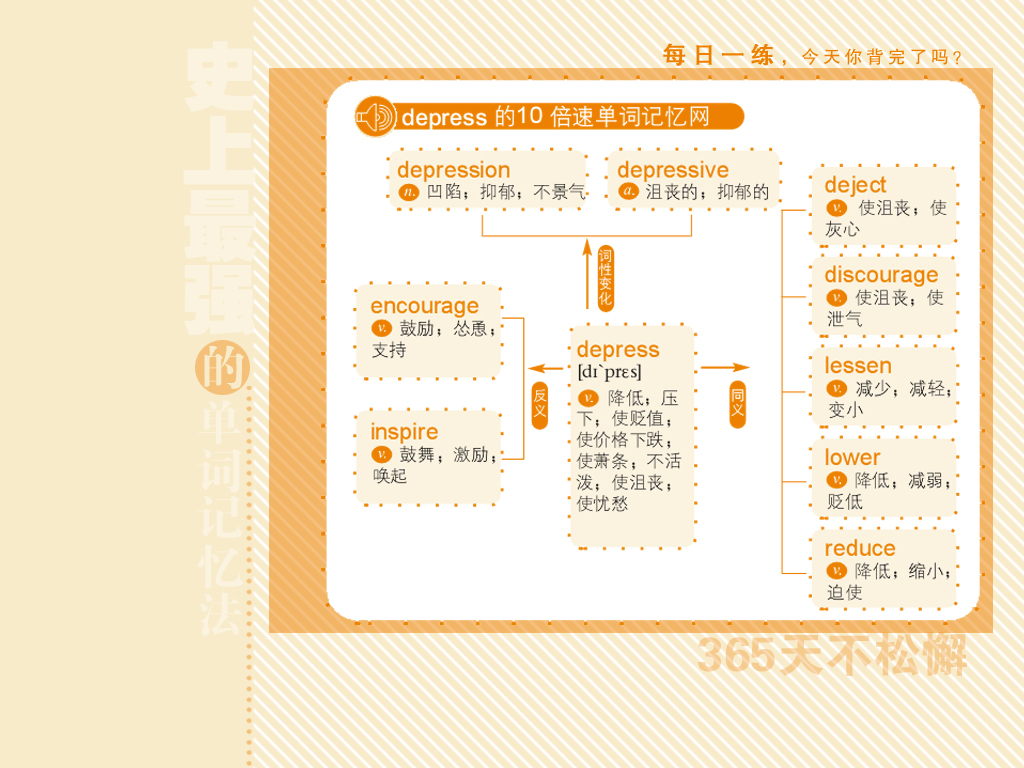 每日一练，今天你背完了吗？
史上最强的单词记忆法
depress 的10 倍速单词记忆网
depression
n. 凹陷；抑郁；不景气
depressive
a. 沮丧的；抑郁的
词性变化
encourage
v. 鼓励；怂恿；
支持
inspire
v. 鼓舞；激励；
唤起
反义
depress
[dɪˋprɛs]
v. 降低；压
下；使贬值；
使价格下跌；
使萧条；不活
泼；使沮丧；
使忧愁
同义
deject
v. 使沮丧；使
灰心
discourage
v. 使沮丧；使
泄气
lessen
v. 减少；减轻；
变小
lower
v. 降低；减弱；
贬低
reduce
v. 降低；缩小；
迫使
365天不松懈